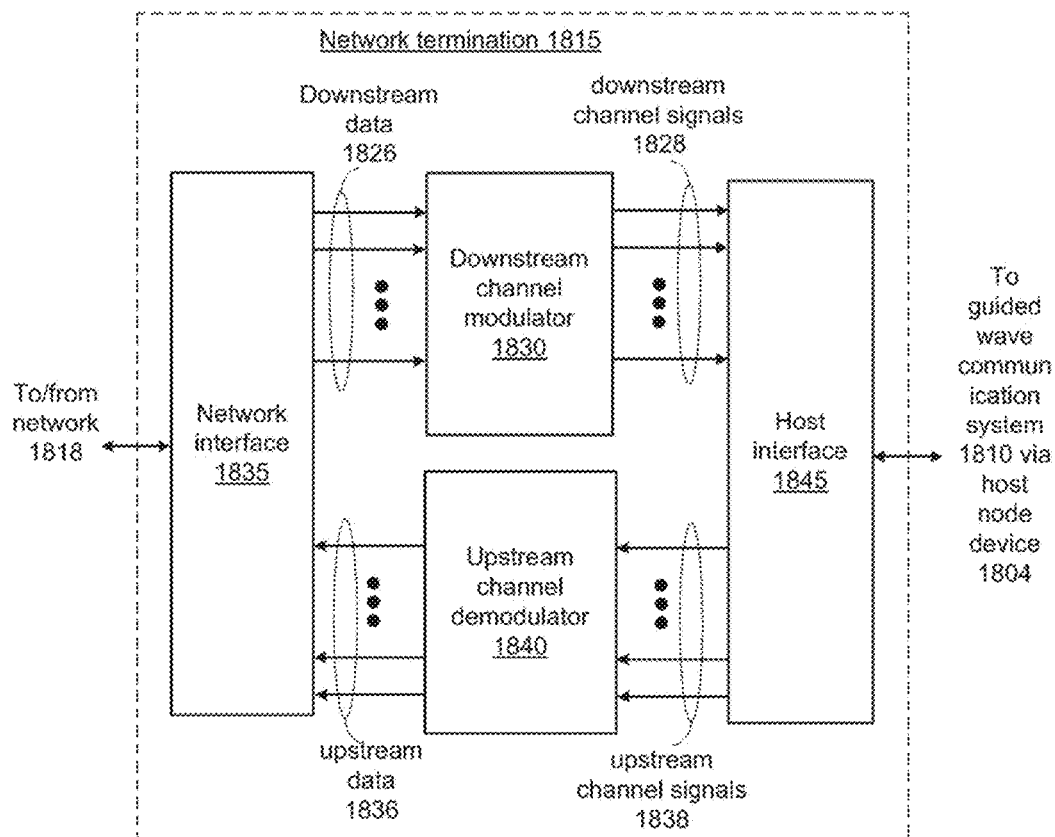 Network termination 1815
Downstream
data
1826
downstream
channel signals
1828
Downstream
channel
modulator
1830
To/from
network
1818
Network
interface
1835
Host
interface
1845
To
guided
wave
commun
ication
system
1810 via
host
node
device
1804
Upstream
channel
demodulator
1840
upstream
data
1836
upstream
channel signals
1838